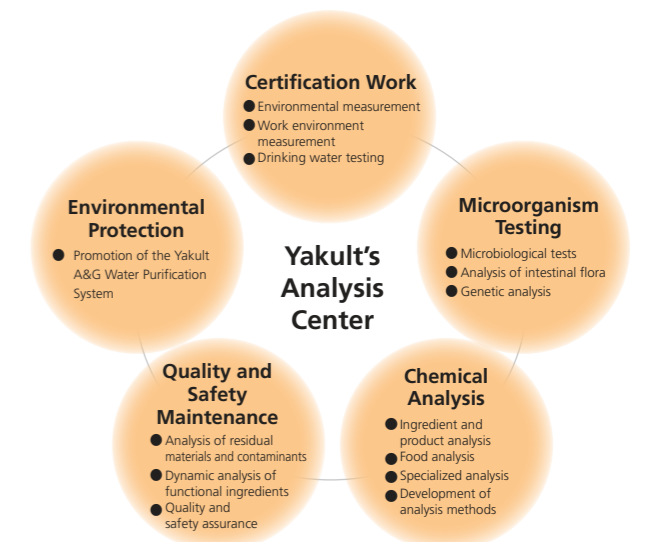 Certification Work
● Environmental measurement
● Work environment
measurement
● Drinking water testing
Environmental
Protection
● Promotion of the Yakult
A&G Water Purification
System
Microorganism
Testing
● Microbiological tests
● Analysis of intestinal flora
● Genetic analysis
Yakult's
Analysis
Center
Quality and
Safety
Maintenance
● Analysis of residual
materials and contaminants
● Dynamic analysis of
functional ingredients
● Quality and
safety assurance
Chemical
Analysis
● Ingredient and
product analysis
● Food analysis
● Specialized analysis
● Development of
analysis methods